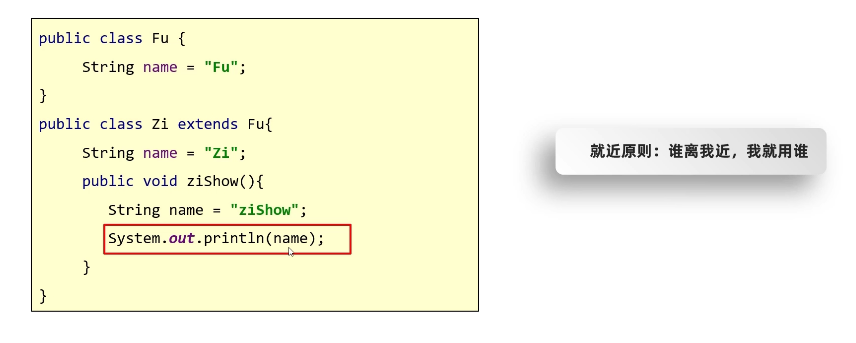 public class Fu {
String name = "Fu";
}
public class Zi extends Fu{
String name = "Zi";
public void ziShow(){
String name = "ziShow";
System.out.println(name);
}
}
就近原则：谁离我近，我就用谁